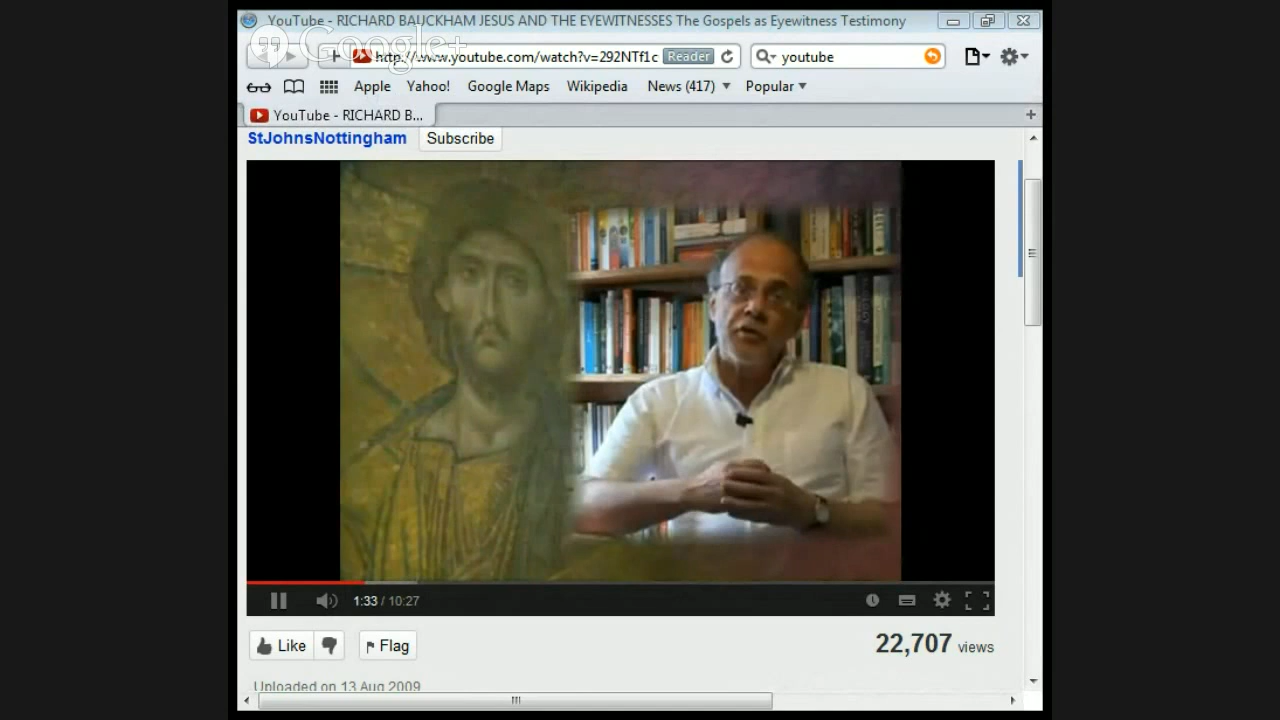 YouTube - RICHARD BAUCKHAM JESUS AND THE EYEWITNESSES The Gospels as Eyewitness Testimony
Google+
http://www.youtube.com/watch?v=292NTf1c Reader youtube
Apple Yahoo! Google Maps Wikipedia News (417) Popular
YouTube - RICHARD B...
StJohnsNottingham Subscribe
1:33 / 10:27
Like Flag 22,707 views
Uploaded on 13 Aug 2009